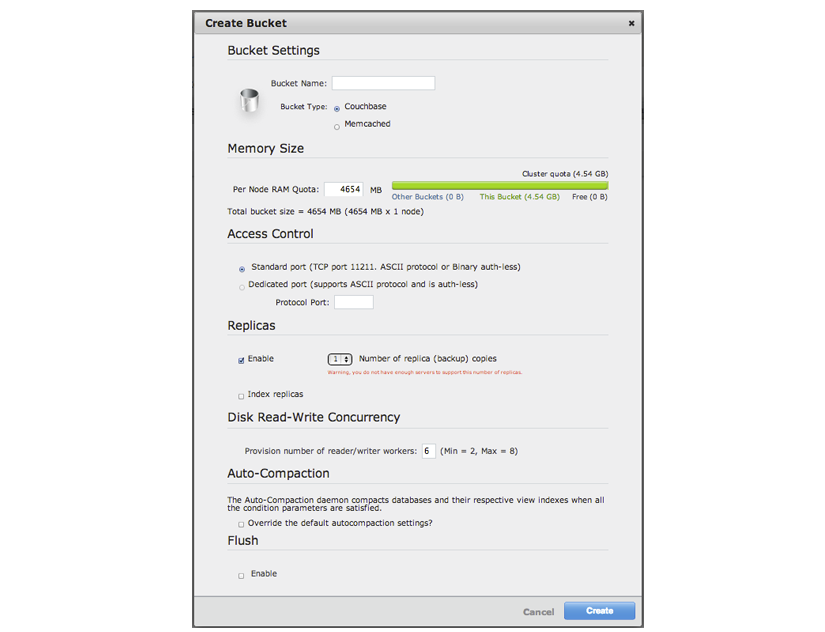 Create Bucket
Bucket Settings
Bucket Name:
Bucket Type: Couchbase
Memcached
Memory Size
Cluster quota (4.54 GB)
Per Node RAM Quota: 4654 MB
Other Buckets (0 B) This Bucket (4.54 GB) Free (0 B)
Total bucket size = 4654 MB (4654 MB x 1 node)
Access Control
Standard port (TCP port 11211. ASCII protocol or Binary auth-less)
Dedicated port (supports ASCII protocol and is auth-less)
Protocol Port:
Replicas
Enable 1 Number of replica (backup) copies
Warning, you do not have enough servers to support this number of replicas.
Index replicas
Disk Read-Write Concurrency
Provision number of reader/writer workers: 6 (Min = 2, Max = 8)
Auto-Compaction
The Auto-Compaction daemon compacts databases and their respective view indexes when all
the condition parameters are satisfied.
Override the default autocompaction settings?
Flush
Enable
Cancel Create